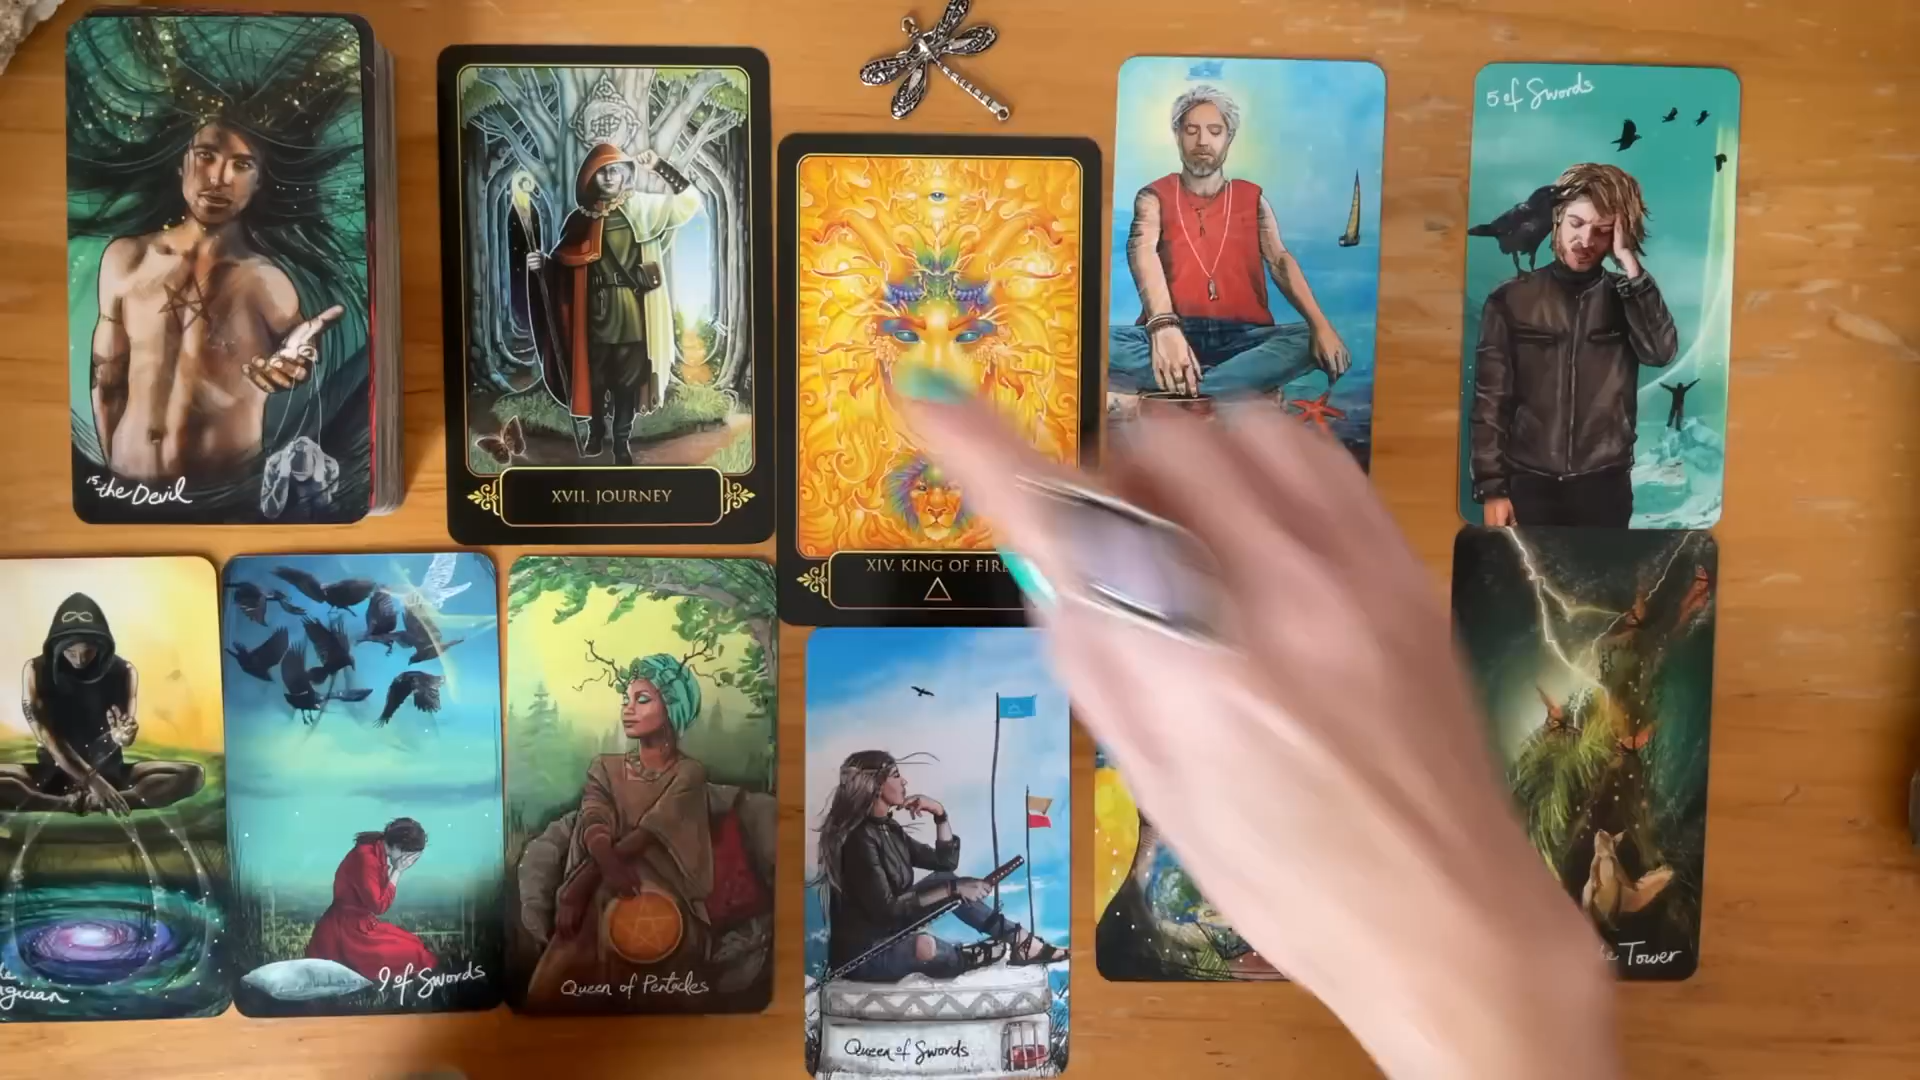 5 of Swords
15 the Devil
XVII. JOURNEY
XIV. KING OF FIRE
9 of Swords
Queen of Pentacles
Queen of Swords
Tower